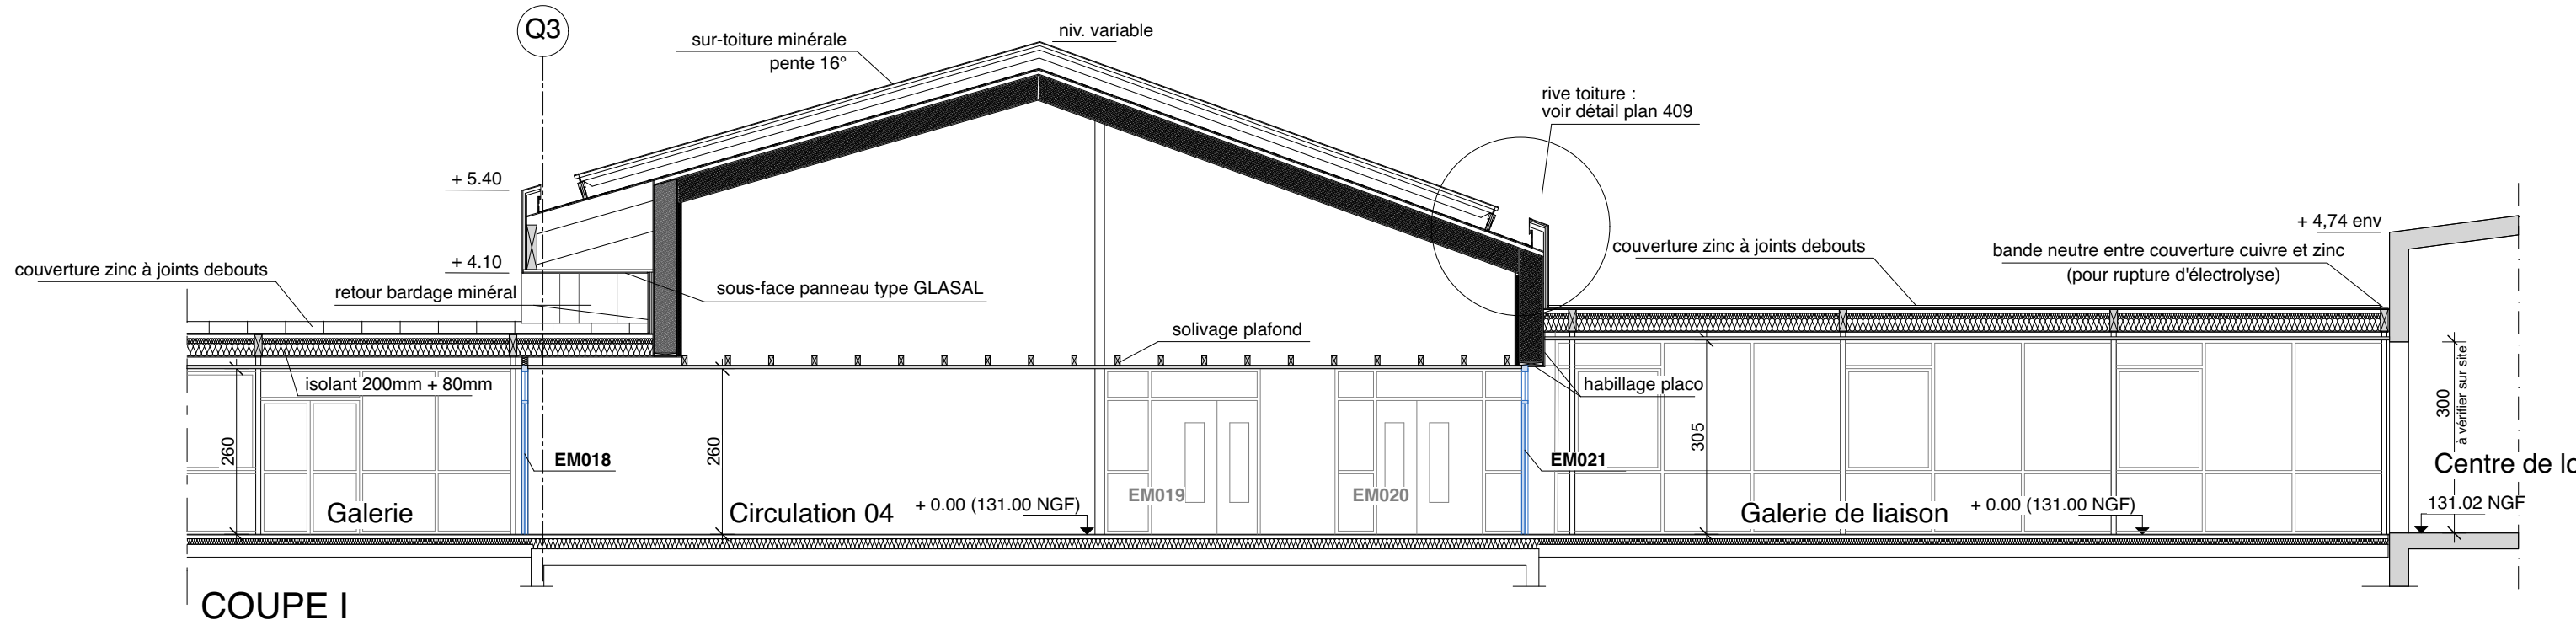 Q3
sur-toiture minérale
pente 16°
niv. variable
rive toiture :
voir détail plan 409
+ 5.40
+ 4.10
+ 4,74 env
couverture zinc à joints debouts
retour bardage minéral
sous-face panneau type GLASAL
couverture zinc à joints debouts
bande neutre entre couverture cuivre et zinc
(pour rupture d'électrolyse)
solivage plafond
isolant 200mm + 80mm
habillage placo
260
EM018
260
EM019
EM020
EM021
305
300
à vérifier sur site
Galerie
Circulation 04
+ 0.00 (131.00 NGF)
Galerie de liaison
+ 0.00 (131.00 NGF)
Centre de lo
131.02 NGF
COUPE I